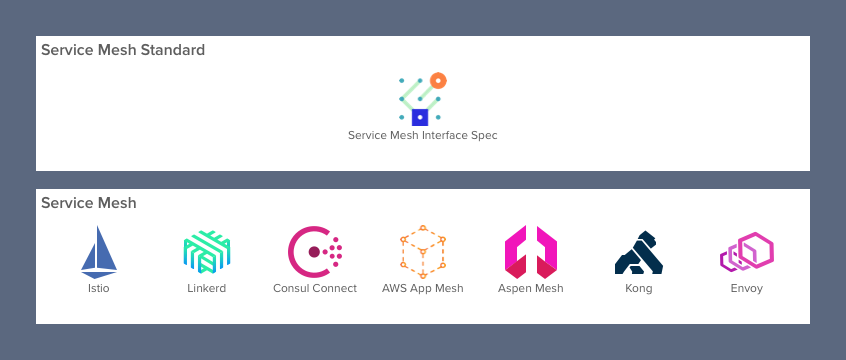 Service Mesh Standard
Service Mesh Interface Spec
Service Mesh
Istio
Linkerd
Consul Connect
AWS App Mesh
Aspen Mesh
Kong
Envoy